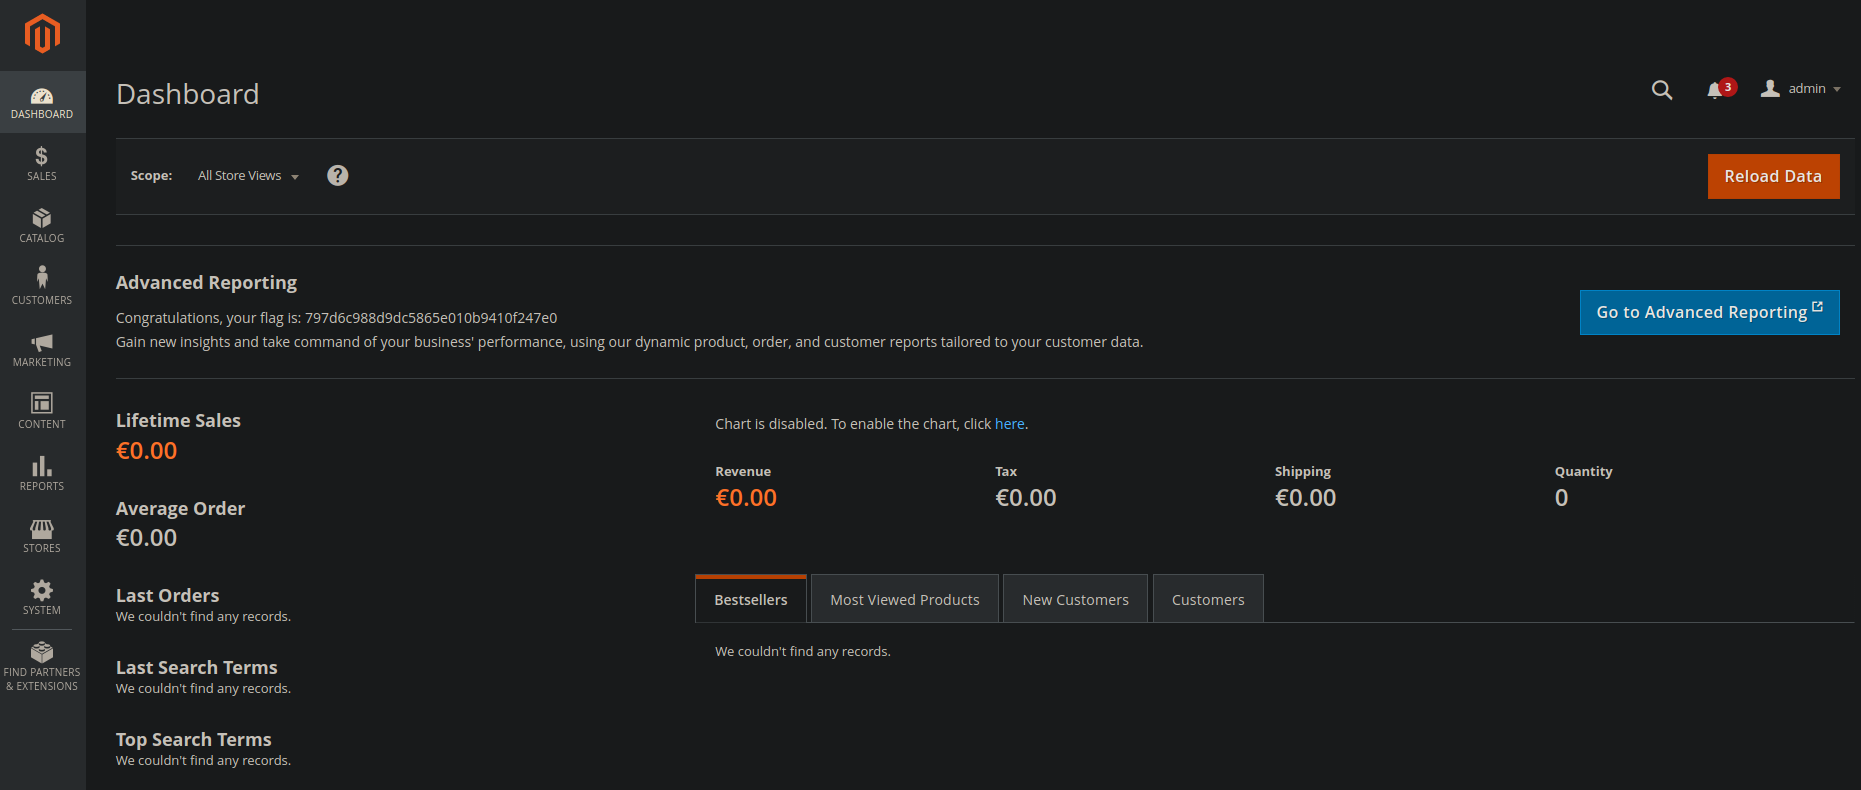 Dashboard
3
admin
DASHBOARD
SALES
CATALOG
CUSTOMERS
MARKETING
CONTENT
REPORTS
STORES
SYSTEM
FIND PARTNERS
& EXTENSIONS
Scope: All Store Views ?
Reload Data
Advanced Reporting
Congratulations, your flag is: 797d6c988d9dc5865e010b9410f247e0
Gain new insights and take command of your business' performance, using our dynamic product, order, and customer reports tailored to your customer data.
Go to Advanced Reporting
Lifetime Sales
€0.00
Average Order
€0.00
Last Orders
We couldn't find any records.
Last Search Terms
We couldn't find any records.
Top Search Terms
We couldn't find any records.
Chart is disabled. To enable the chart, click here.
Revenue Tax Shipping Quantity
€0.00 €0.00 €0.00 0
Bestsellers Most Viewed Products New Customers Customers
We couldn't find any records.